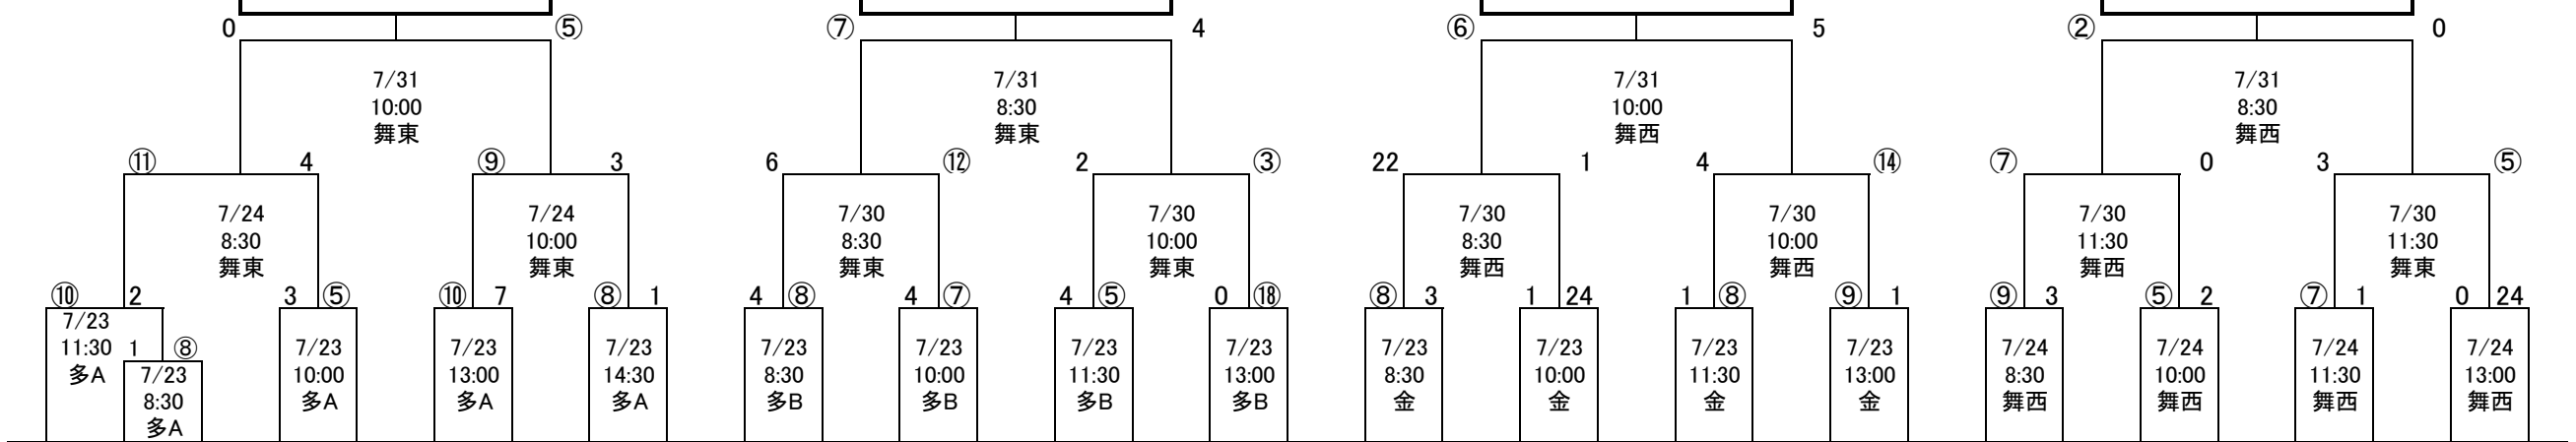 0 ⑤ ⑦ 4 ⑥ 5 ② 0
7/31 7/31 7/31 7/31
10:00 8:30 10:00 8:30
舞東 舞東 舞西 舞西
⑪ 4 ⑨ 3 6 ⑫ 2 ③ 22 1 4 ⑭ ⑦ 0 3 ⑤
7/24 7/24 7/30 7/30 7/30 7/30 7/30 7/30
8:30 10:00 8:30 10:00 8:30 10:00 11:30 11:30
舞東 舞東 舞東 舞東 舞西 舞西 舞西 舞東
⑩ 2 3 ⑤ ⑩ 7 ⑧ 1 4 ⑧ 4 ⑦ 4 ⑤ 0 ⑱ ⑧ 3 1 24 1 ⑧ ⑨ 1 ⑨ 3 ⑤ 2 ⑦ 1 0 24
7/23
11:30 1 ⑧ 7/23 7/23 7/23 7/23 7/23 7/23 7/23 7/23 7/23 7/23 7/23 7/24 7/24 7/24 7/24
多A 7/23 10:00 13:00 14:30 8:30 10:00 11:30 13:00 8:30 10:00 11:30 13:00 8:30 10:00 11:30 13:00
8:30 多A 多A 多A 多B 多B 多B 多B 金 金 金 金 舞西 舞西 舞西 舞西
多A